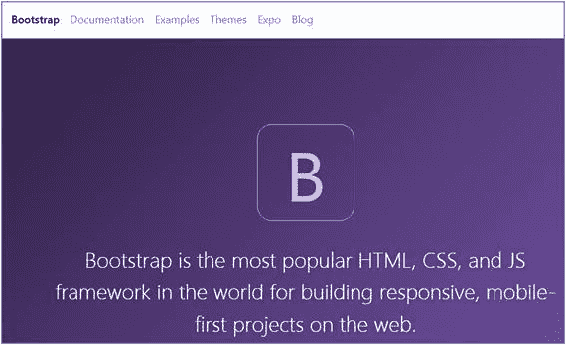 Bootstrap Documentation Examples Themes Expo Blog
B
Bootstrap is the most popular HTML, CSS, and JS
framework in the world for building responsive, mobile-
first projects on the web.